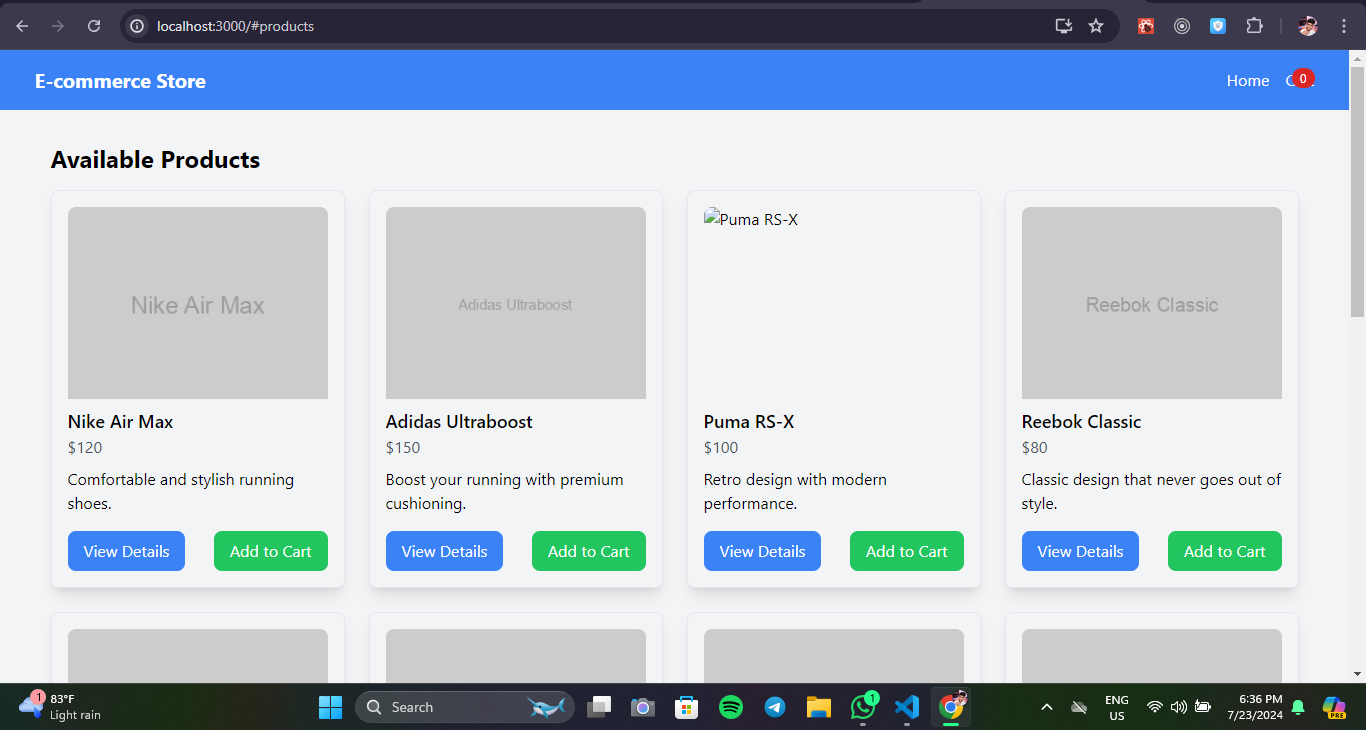 localhost:3000/#products
E-commerce Store
Home
0
Available Products
Nike Air Max
Adidas Ultraboost
Puma RS-X
Reebok Classic
Nike Air Max
$120
Comfortable and stylish running
shoes.
View Details
Add to Cart
Adidas Ultraboost
$150
Boost your running with premium
cushioning.
View Details
Add to Cart
Puma RS-X
$100
Retro design with modern
performance.
View Details
Add to Cart
Reebok Classic
$80
Classic design that never goes out of
style.
View Details
Add to Cart
1
83°F
Light rain
Search
1
ENG
US
6:36 PM
7/23/2024
PRE